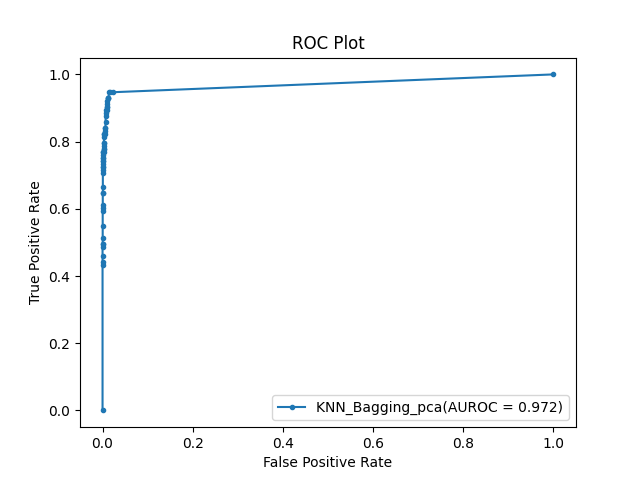 ROC Plot
1.0
0.8
0.6
0.4
0.2
0.0
True Positive Rate
KNN_Bagging_pca(AUROC = 0.972)
0.0 0.2 0.4 0.6 0.8 1.0
False Positive Rate